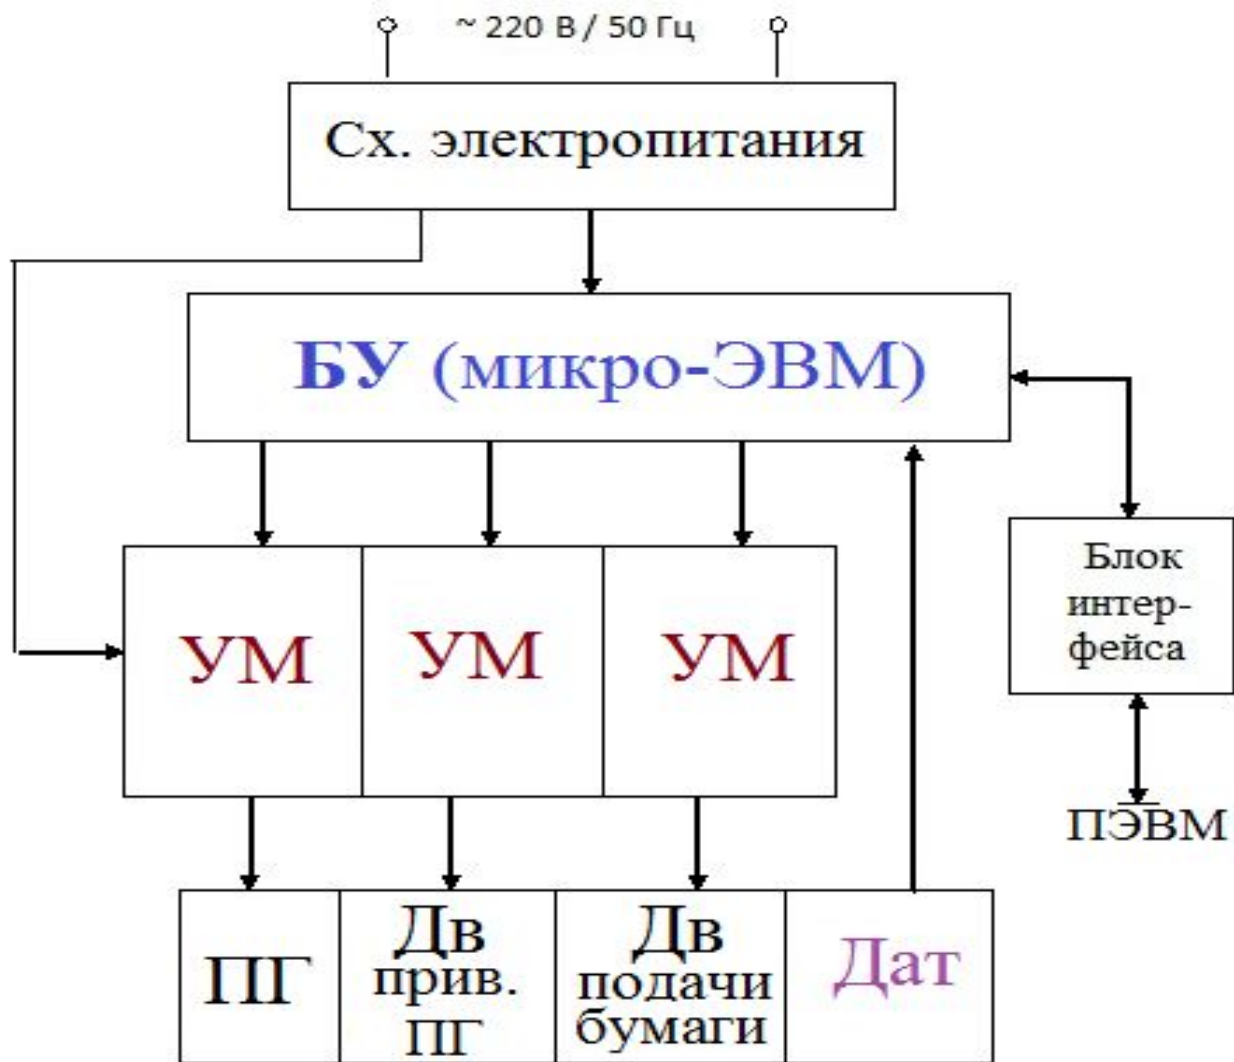 ~ 220 В / 50 Гц
Сх. электропитания
БУ (микро-ЭВМ)
УМ
УМ
УМ
Блок
интер-
фейса
ПЭВМ
ПГ
Дв
прив.
ПГ
Дв
подачи
бумаги
Дат